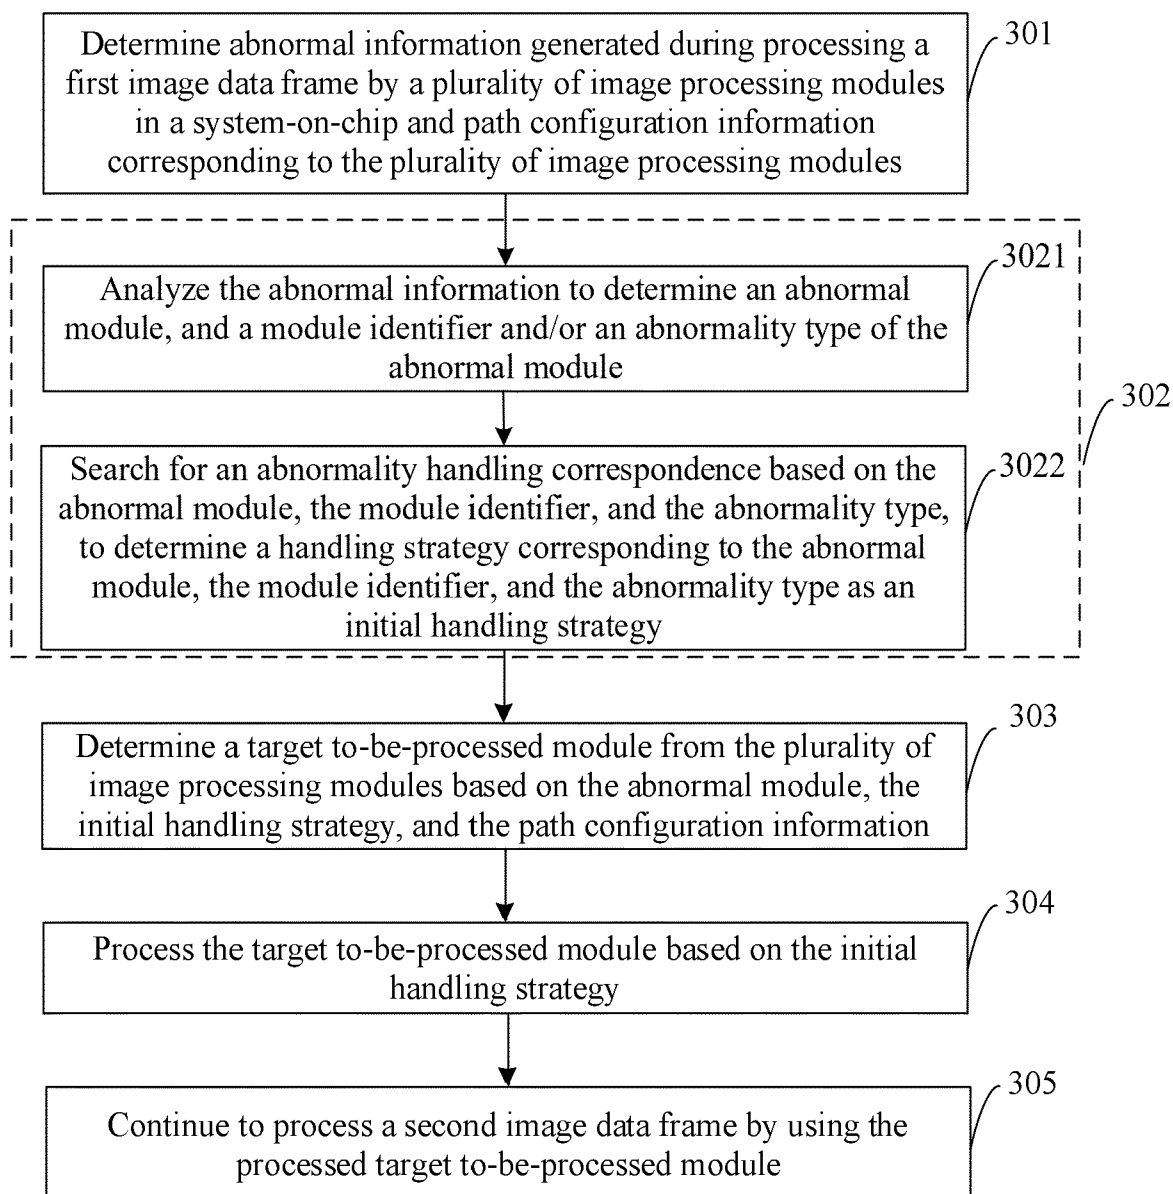 Determine abnormal information generated during processing a
first image data frame by a plurality of image processing modules
in a system-on-chip and path configuration information
corresponding to the plurality of image processing modules
301
Analyze the abnormal information to determine an abnormal
module, and a module identifier and/or an abnormality type of the
abnormal module
3021
Search for an abnormality handling correspondence based on the
abnormal module, the module identifier, and the abnormality type,
to determine a handling strategy corresponding to the abnormal
module, the module identifier, and the abnormality type as an
initial handling strategy
3022
302
Determine a target to-be-processed module from the plurality of
image processing modules based on the abnormal module, the
initial handling strategy, and the path configuration information
303
Process the target to-be-processed module based on the initial
handling strategy
304
Continue to process a second image data frame by using the
processed target to-be-processed module
305